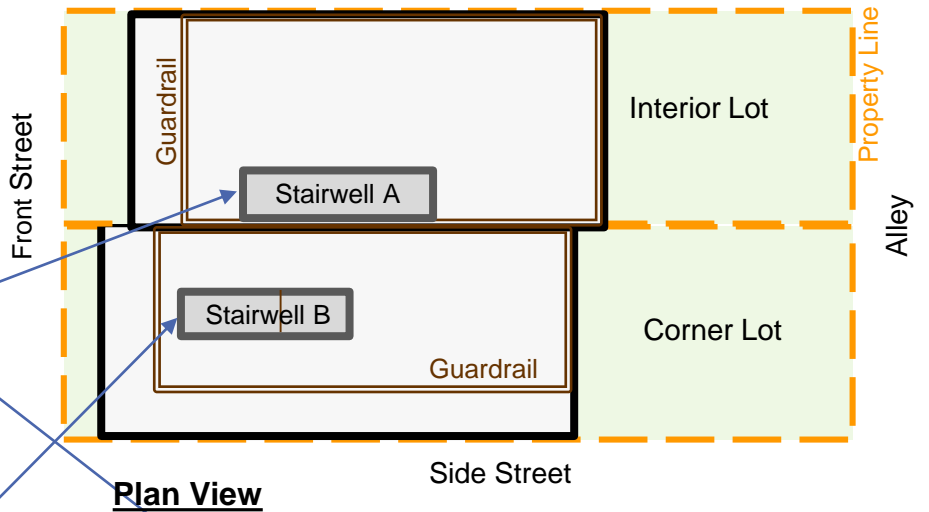 Front Street
Guardrail
Interior Lot
Property Line
Stairwell A
Alley
Stairwell B
Corner Lot
Guardrail
Side Street
Plan View